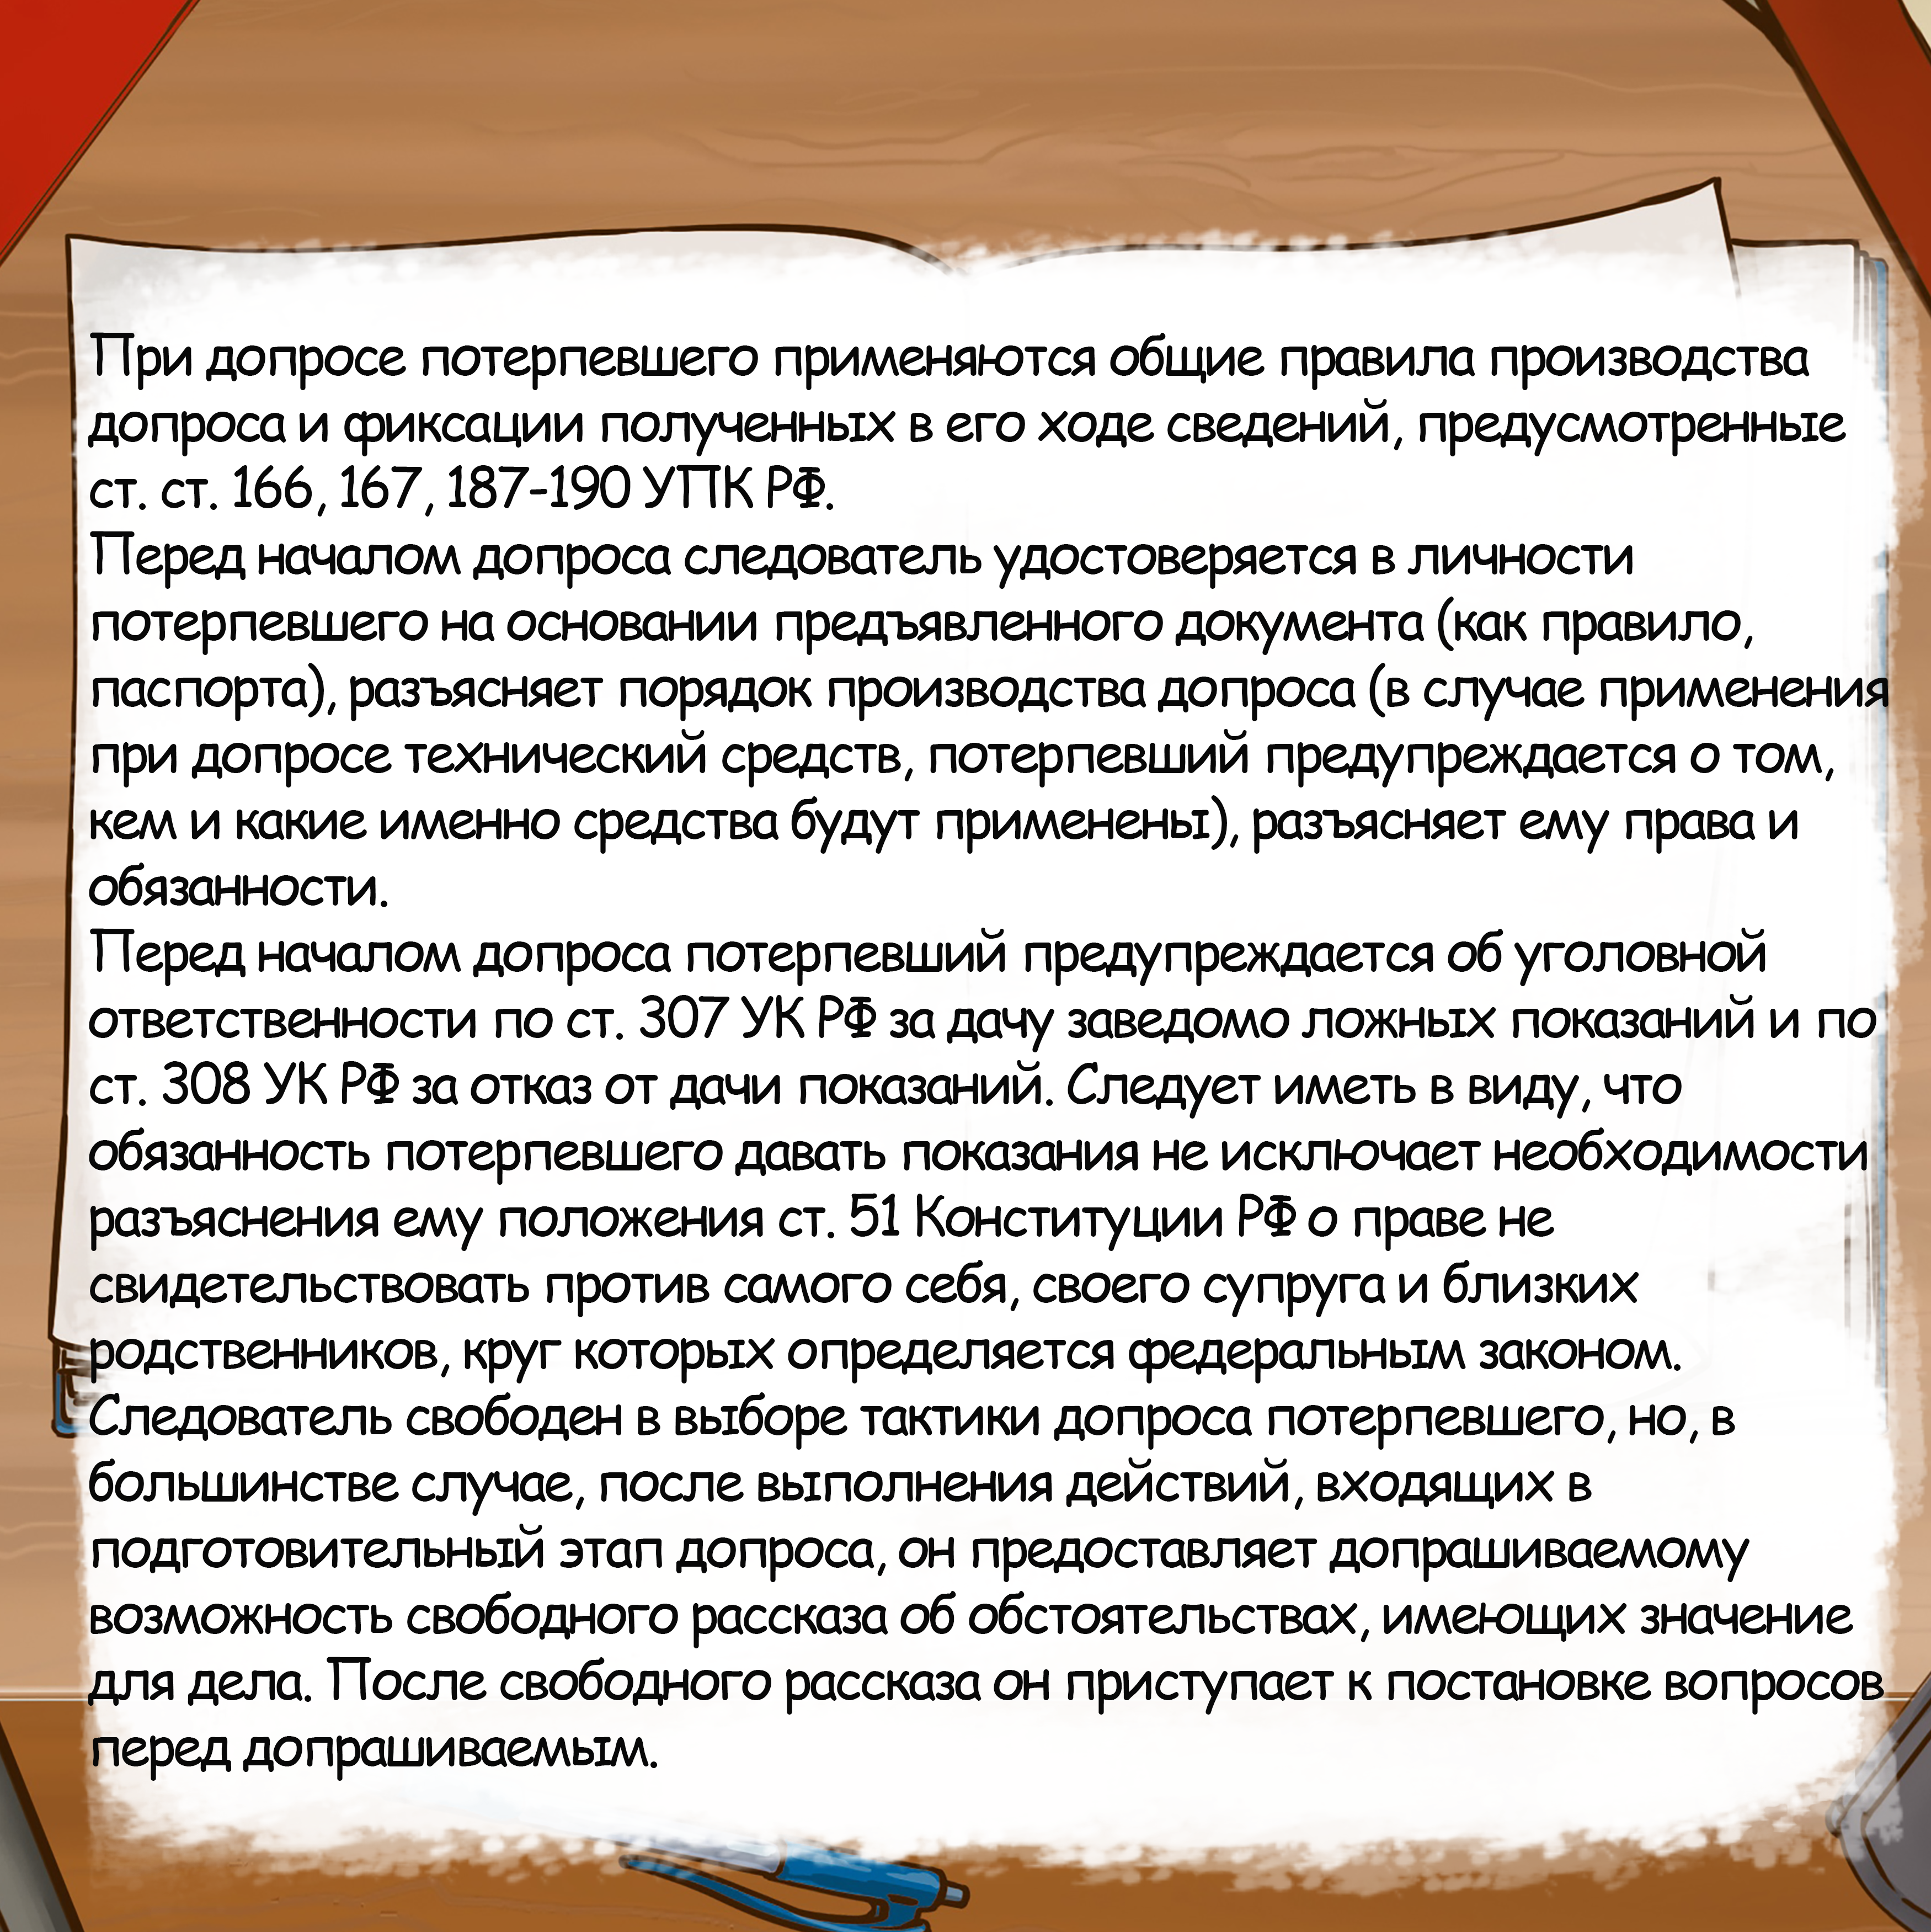 При допросе потерпевшего применяются общие правила производства
допроса и фиксации полученных в его ходе сведений, предусмотренные
ст. ст. 166, 167, 187-190 УПК РФ.
Перед началом допроса следователь удостоверяется в личности
потерпевшего на основании предъявленного документа (как правило,
паспорта), разъясняет порядок производства допроса (в случае применения
при допросе технический средств, потерпевший предупреждается о том,
кем и какие именно средства будут применены), разъясняет ему права и
обязанности.
Перед началом допроса потерпевший предупреждается об уголовной
ответственности по ст. 307 УК РФ за дачу заведомо ложных показаний и по
ст. 308 УК РФ за отказ от дачи показаний. Следует иметь в виду, что
обязанность потерпевшего давать показания не исключает необходимости
разъяснения ему положения ст. 51 Конституции РФ о праве не
свидетельствовать против самого себя, своего супруга и близких
родственников, круг которых определяется федеральным законом.
Следователь свободен в выборе тактики допроса потерпевшего, но, в
большинстве случае, после выполнения действий, входящих в
подготовительный этап допроса, он предоставляет допрашиваемому
возможность свободного рассказа об обстоятельствах, имеющих значение
для дела. После свободного рассказа он приступает к постановке вопросов
перед допрашиваемым.